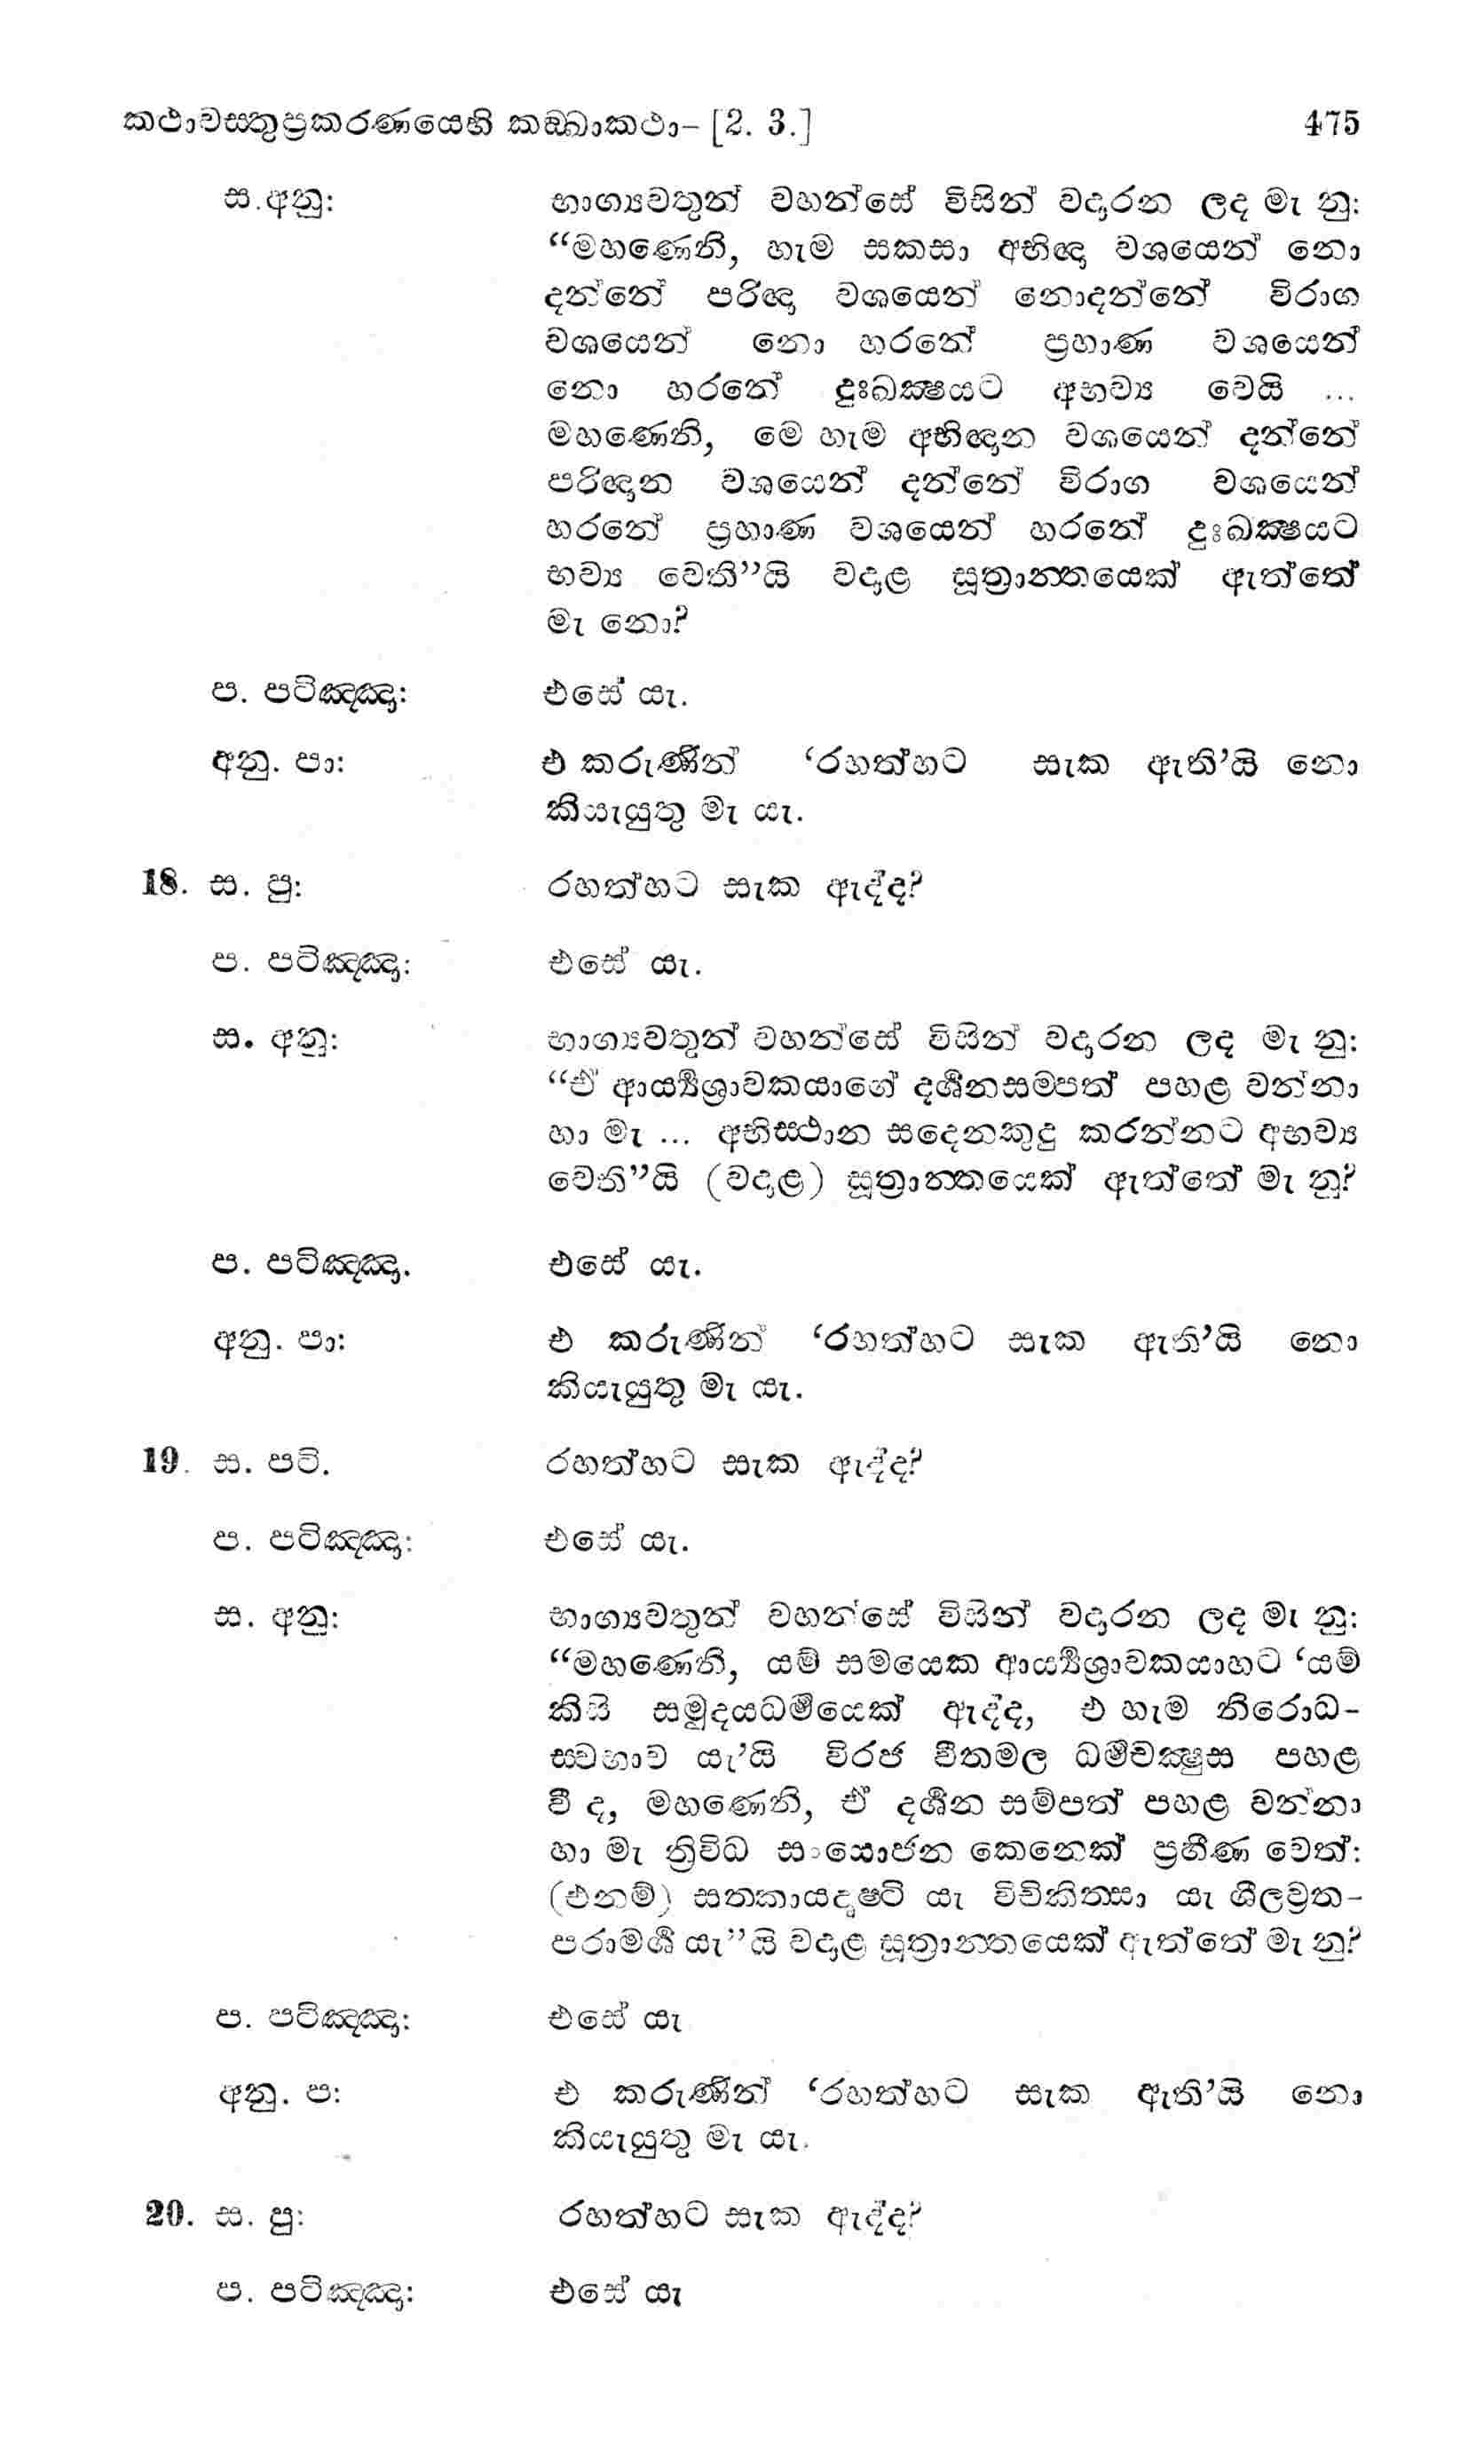 කථාවස්තුප්‍රකරණයෙහි කඞ්ඛාකථා– [2. 3.] 475
ස.අනු: භාග්‍යවතුන් වහන්සේ විසින් වදාරන ලද මැ නු:
“මහණෙනි, හැම සකසා අභිඥා වශයෙන් නො
දන්නේ පරිඥා වශයෙන් නොදන්නේ විරාග
වශයෙන් නො හරනේ ප්‍රහාණ වශයෙන්
නො හරනේ දුඃඛක්‍ෂයට අභව්‍ය වෙයි ...
මහණෙනි, මේ හැම අභිඥාන වශයෙන් දන්නේ
පරිඥාන වශයෙන් දන්නේ විරාග වශයෙන්
හරනේ ප්‍රහාණ වශයෙන් හරනේ දුඃඛක්‍ෂයට
භව්‍ය වෙති”යි වදාළ සූත්‍රාන්තයෙක් ඇත්තේ
මැ නො?
ප. පටිඤ්ඤා: එසේ යැ.
අනු. පා: එ කරුණින් ‘රහත්හට සැක ඇති’යි නො
කියැයුතු මැ යැ.
18. ස. පු: රහත්හට සැක ඇද්ද?
ප. පටිඤ්ඤා: එසේ යැ.
ස. අනු: භාග්‍යවතුන් වහන්සේ විසින් වදාරන ලද මැ නු:
“ඒ ආර්‍ය්‍යශ්‍රාවකයාගේ දර්‍ශනසම්පත් පහළ වන්නා
හා මැ ... අභිස්ථාන සදෙනකුදු කරන්නට අභව්‍ය
වෙති”යි (වදාළ) සූත්‍රාන්තයෙක් ඇත්තේ මැ නු?
ප. පටිඤ්ඤා. එසේ යැ.
අනු. පා: එ කරුණින් ‘රහත්හට සැක ඇති’යි නො
කියැයුතු මැ යැ.
19. ස. පටි. රහත්හට සැක ඇද්ද?
ප. පටිඤ්ඤා: එසේ යැ.
ස. අනු: භාග්‍යවතුන් වහන්සේ විසින් වදාරන ලද මැ නු:
“මහණෙනි, යම් සමයෙක ආර්‍ය්‍යශ්‍රාවකයාහට ‘යම්
කිසි සමුදයධර්‍මයෙක් ඇද්ද, එ හැම නිරොධ-
ස්වභාව යැ’යි විරජ වීතමල ධර්‍මචක්‍ෂුස පහළ
වී ද, මහණෙනි, ඒ දර්‍ශන සම්පත් පහළ වන්නා
හා මැ ත්‍රිවිධ සංයොජන කෙනෙක් ප්‍රහීණ වෙත්:
(එනම්) සත්කායදෘෂ්ටි යැ විචිකිත්සා යැ ශීලව්‍රත-
පරාමර්‍ශ යැ”යි වදාළ සූත්‍රාන්තයෙක් ඇත්තේ මැ නු?
ප. පටිඤ්ඤා: එසේ යැ
අනු. ප: එ කරුණින් ‘රහත්හට සැක ඇති’යි නො
කියැයුතු මැ යැ.
20. ස. පු: රහත්හට සැක ඇද්ද?
ප. පටිඤ්ඤා: එසේ යැ